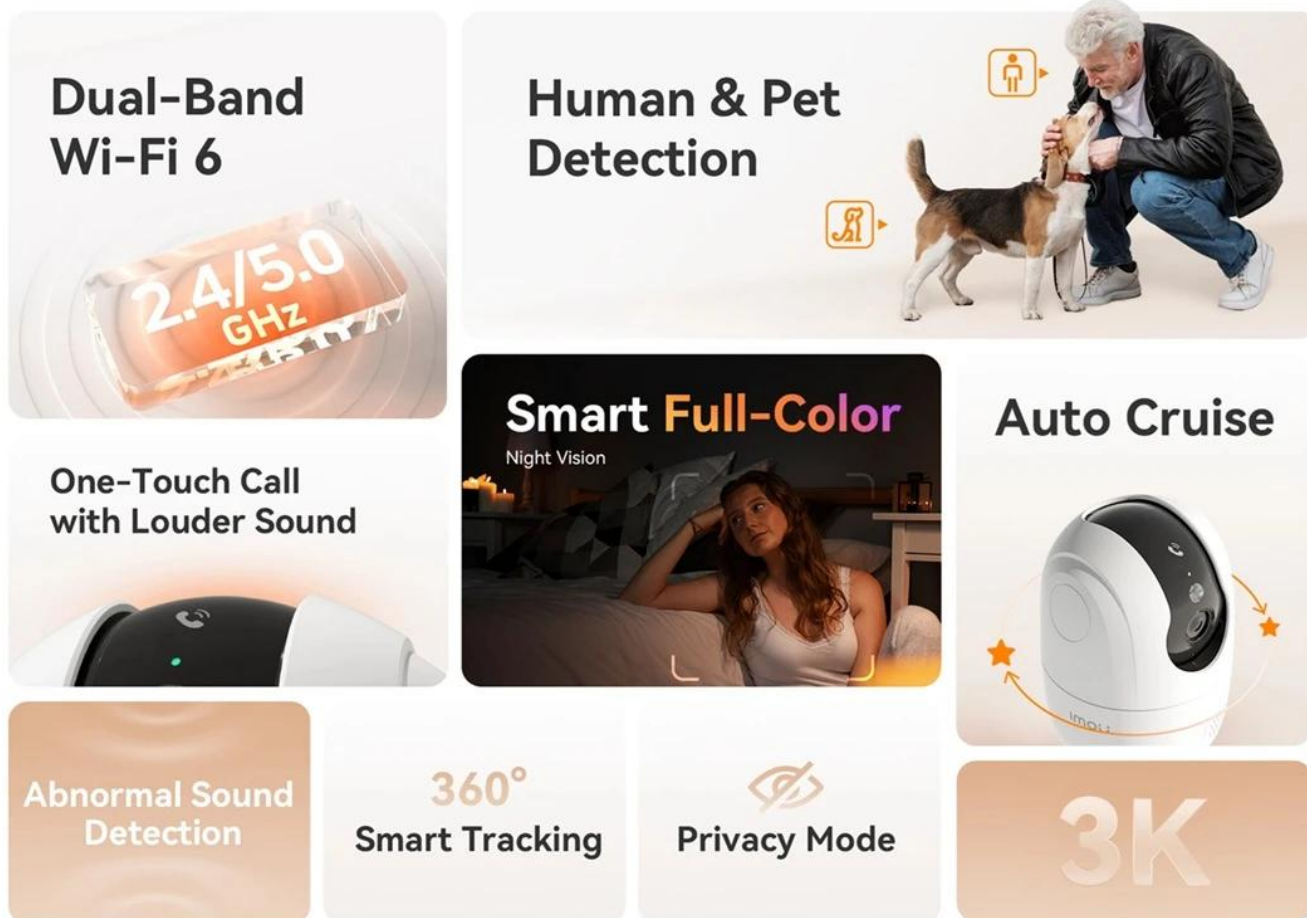 Dual-Band
Wi-Fi 6
2.4/5.0
GHz
Human & Pet
Detection
One-Touch Call
with Louder Sound
Smart Full-Color
Night Vision
Auto Cruise
imou
Abnormal Sound
Detection
360°
Smart Tracking
Privacy Mode
3K